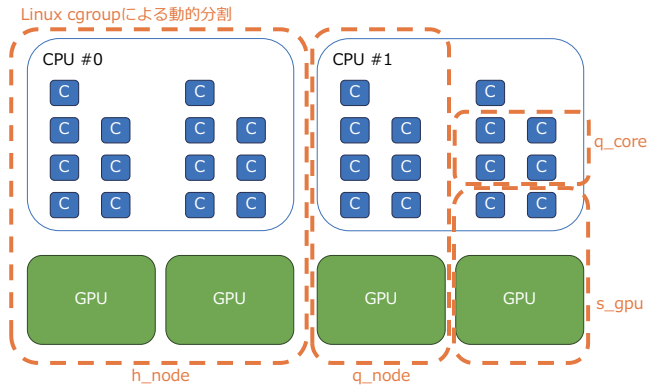 Linux cgroupによる動的分割
CPU #0
CPU #1
C C C C
C C C C C C
q_core
C C C C C C
C C C C C C
C C C C C C C C
GPU GPU GPU GPU
s_gpu
h_node q_node